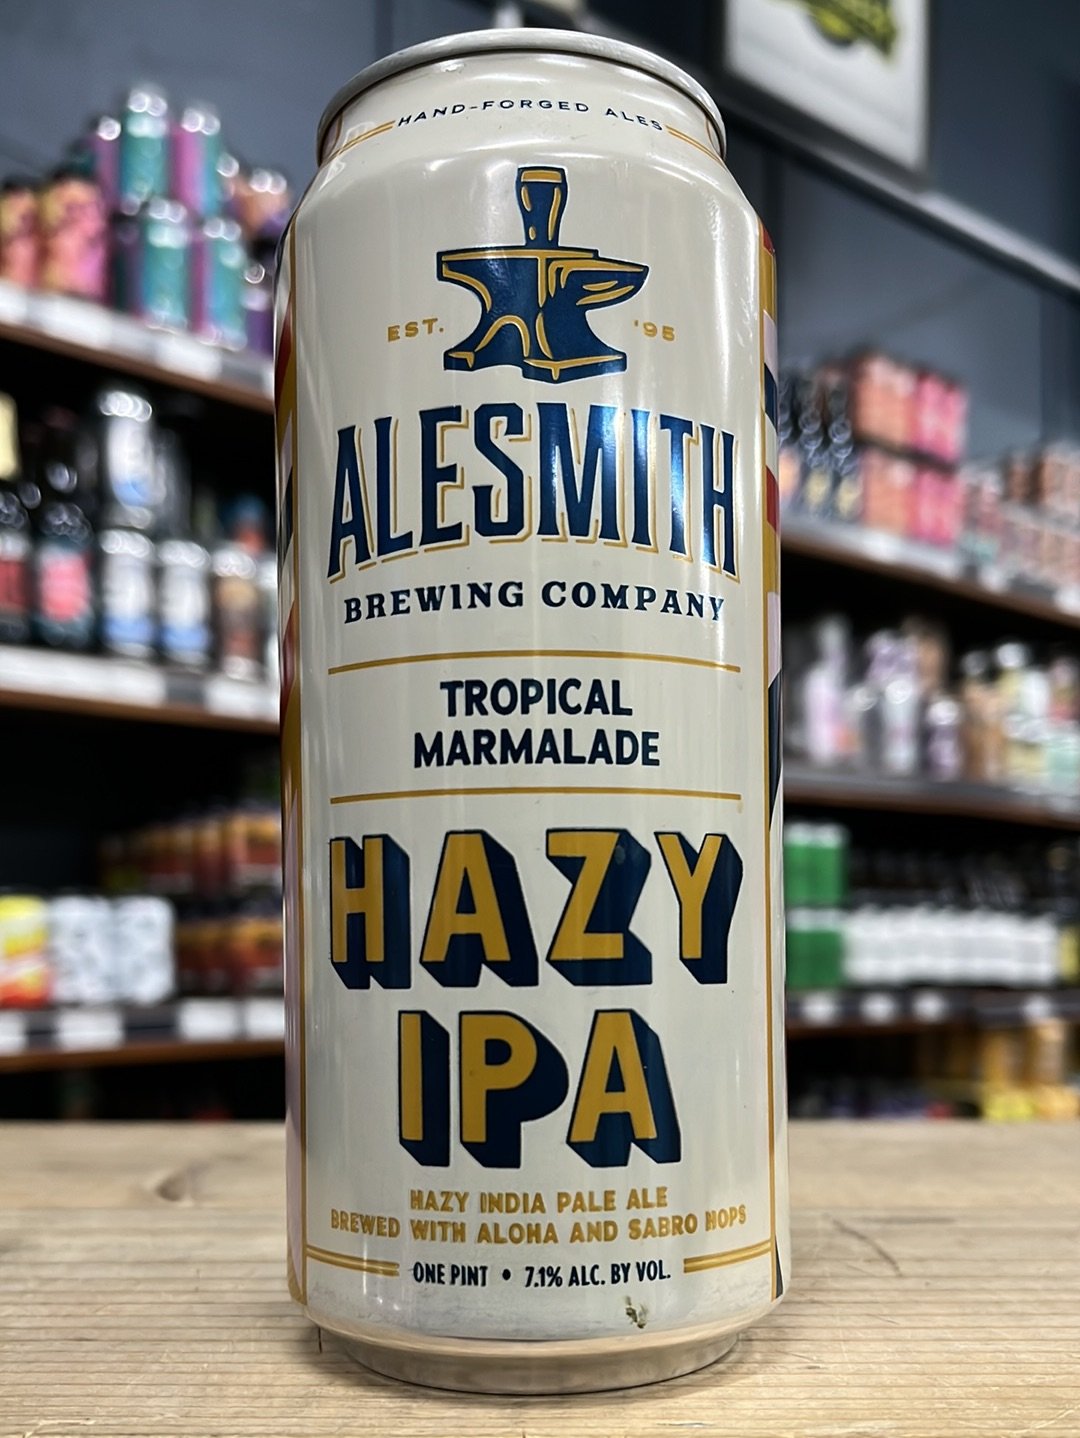 HAND-FORGED ALES
EST. '95
ALESMITH
BREWING COMPANY
TROPICAL
MARMALADE
HAZY
IPA
HAZY INDIA PALE ALE
BREWED WITH ALOHA AND SABRO HOPS
ONE PINT • 7.1% ALC. BY VOL.